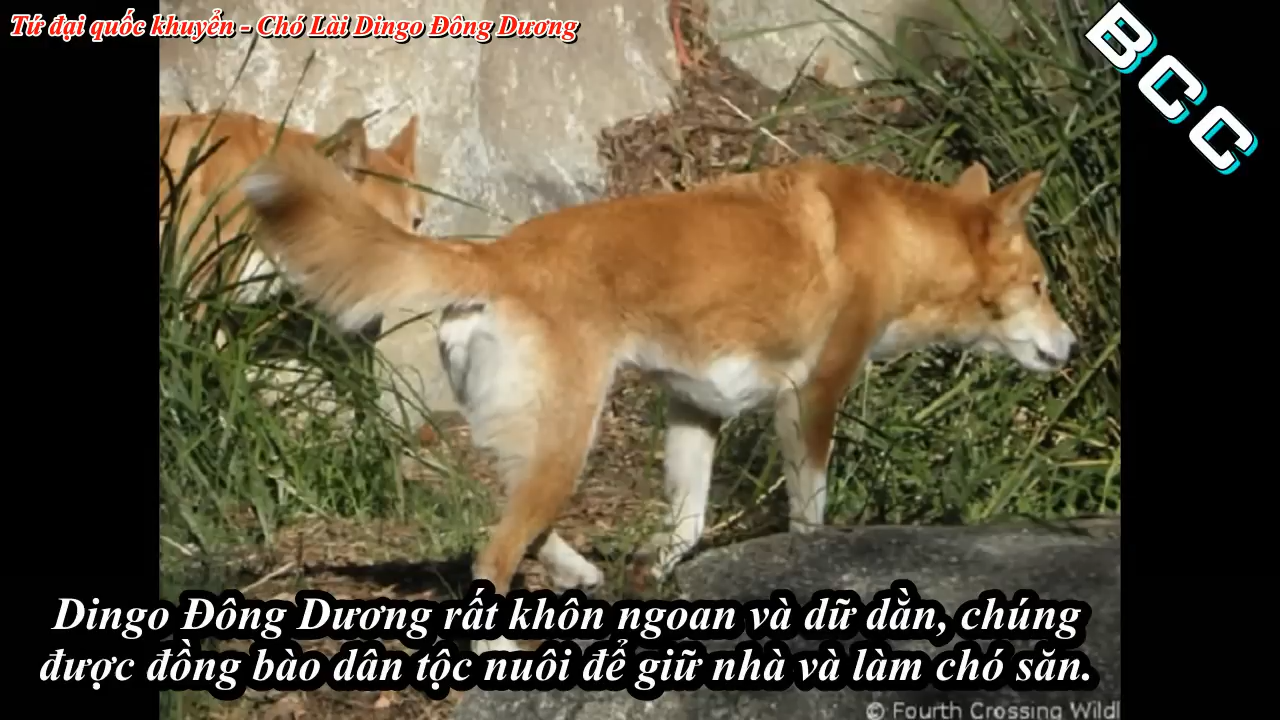 Tứ đại quốc khuyển - Chó Lài Dingo Đông Dương
BCC
Dingo Đông Dương rất khôn ngoan và dữ dằn, chúng
được đồng bào dân tộc nuôi để giữ nhà và làm chó săn.
© Fourth Crossing Wildl